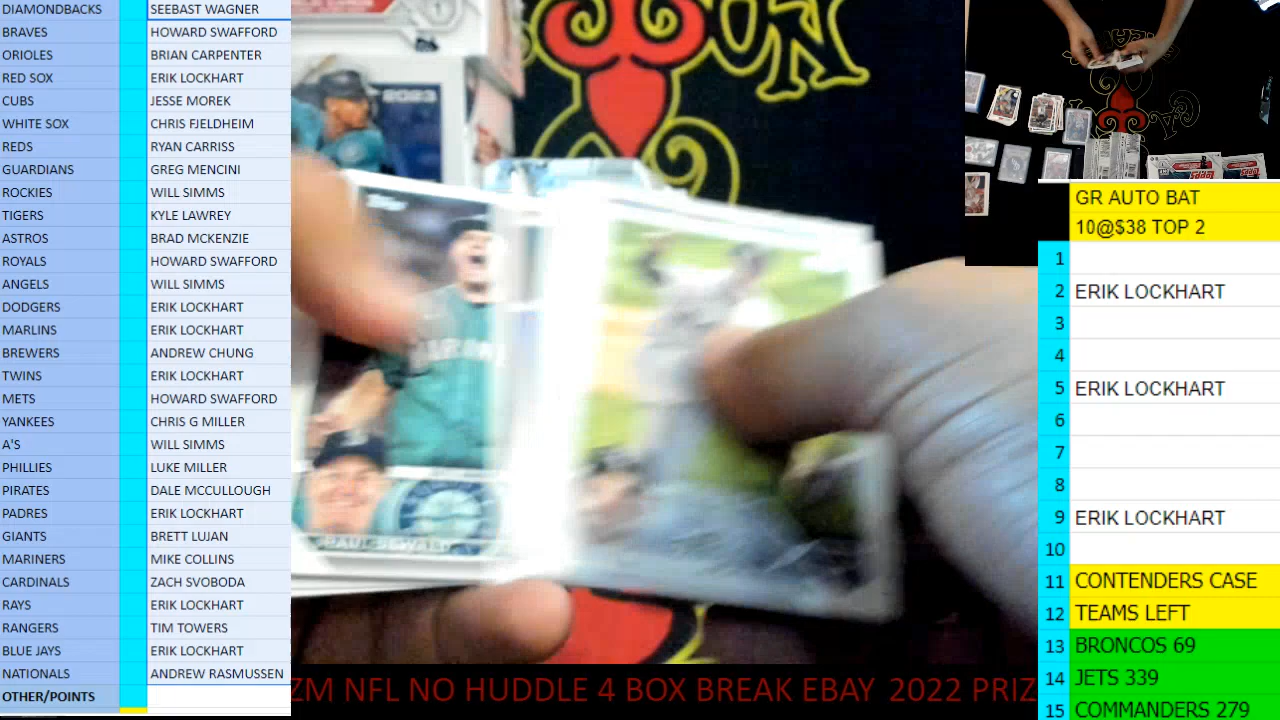 DIAMONDBACKS SEEBAST WAGNER
BRAVES HOWARD SWAFFORD
ORIOLES BRIAN CARPENTER
RED SOX ERIK LOCKHART
CUBS JESSE MOREK
WHITE SOX CHRIS FJELDHEIM
REDS RYAN CARRISS
GUARDIANS GREG MENCINI
ROCKIES WILL SIMMS
TIGERS KYLE LAWREY
ASTROS BRAD MCKENZIE
ROYALS HOWARD SWAFFORD
ANGELS WILL SIMMS
DODGERS ERIK LOCKHART
MARLINS ERIK LOCKHART
BREWERS ANDREW CHUNG
TWINS ERIK LOCKHART
METS HOWARD SWAFFORD
YANKEES CHRIS G MILLER
A'S WILL SIMMS
PHILLIES LUKE MILLER
PIRATES DALE MCCULLOUGH
PADRES ERIK LOCKHART
GIANTS BRETT LUJAN
MARINERS MIKE COLLINS
CARDINALS ZACH SVOBODA
RAYS ERIK LOCKHART
RANGERS TIM TOWERS
BLUE JAYS ERIK LOCKHART
NATIONALS ANDREW RASMUSSEN
OTHER/POINTS
2023
ZM NFL NO HUDDLE 4 BOX BREAK EBAY 2022 PRIZ
GR AUTO BAT
10@$38 TOP 2
1
2 ERIK LOCKHART
3
4
5 ERIK LOCKHART
6
7
8
9 ERIK LOCKHART
10
11 CONTENDERS CASE
12 TEAMS LEFT
13 BRONCOS 69
14 JETS 339
15 COMMANDERS 279